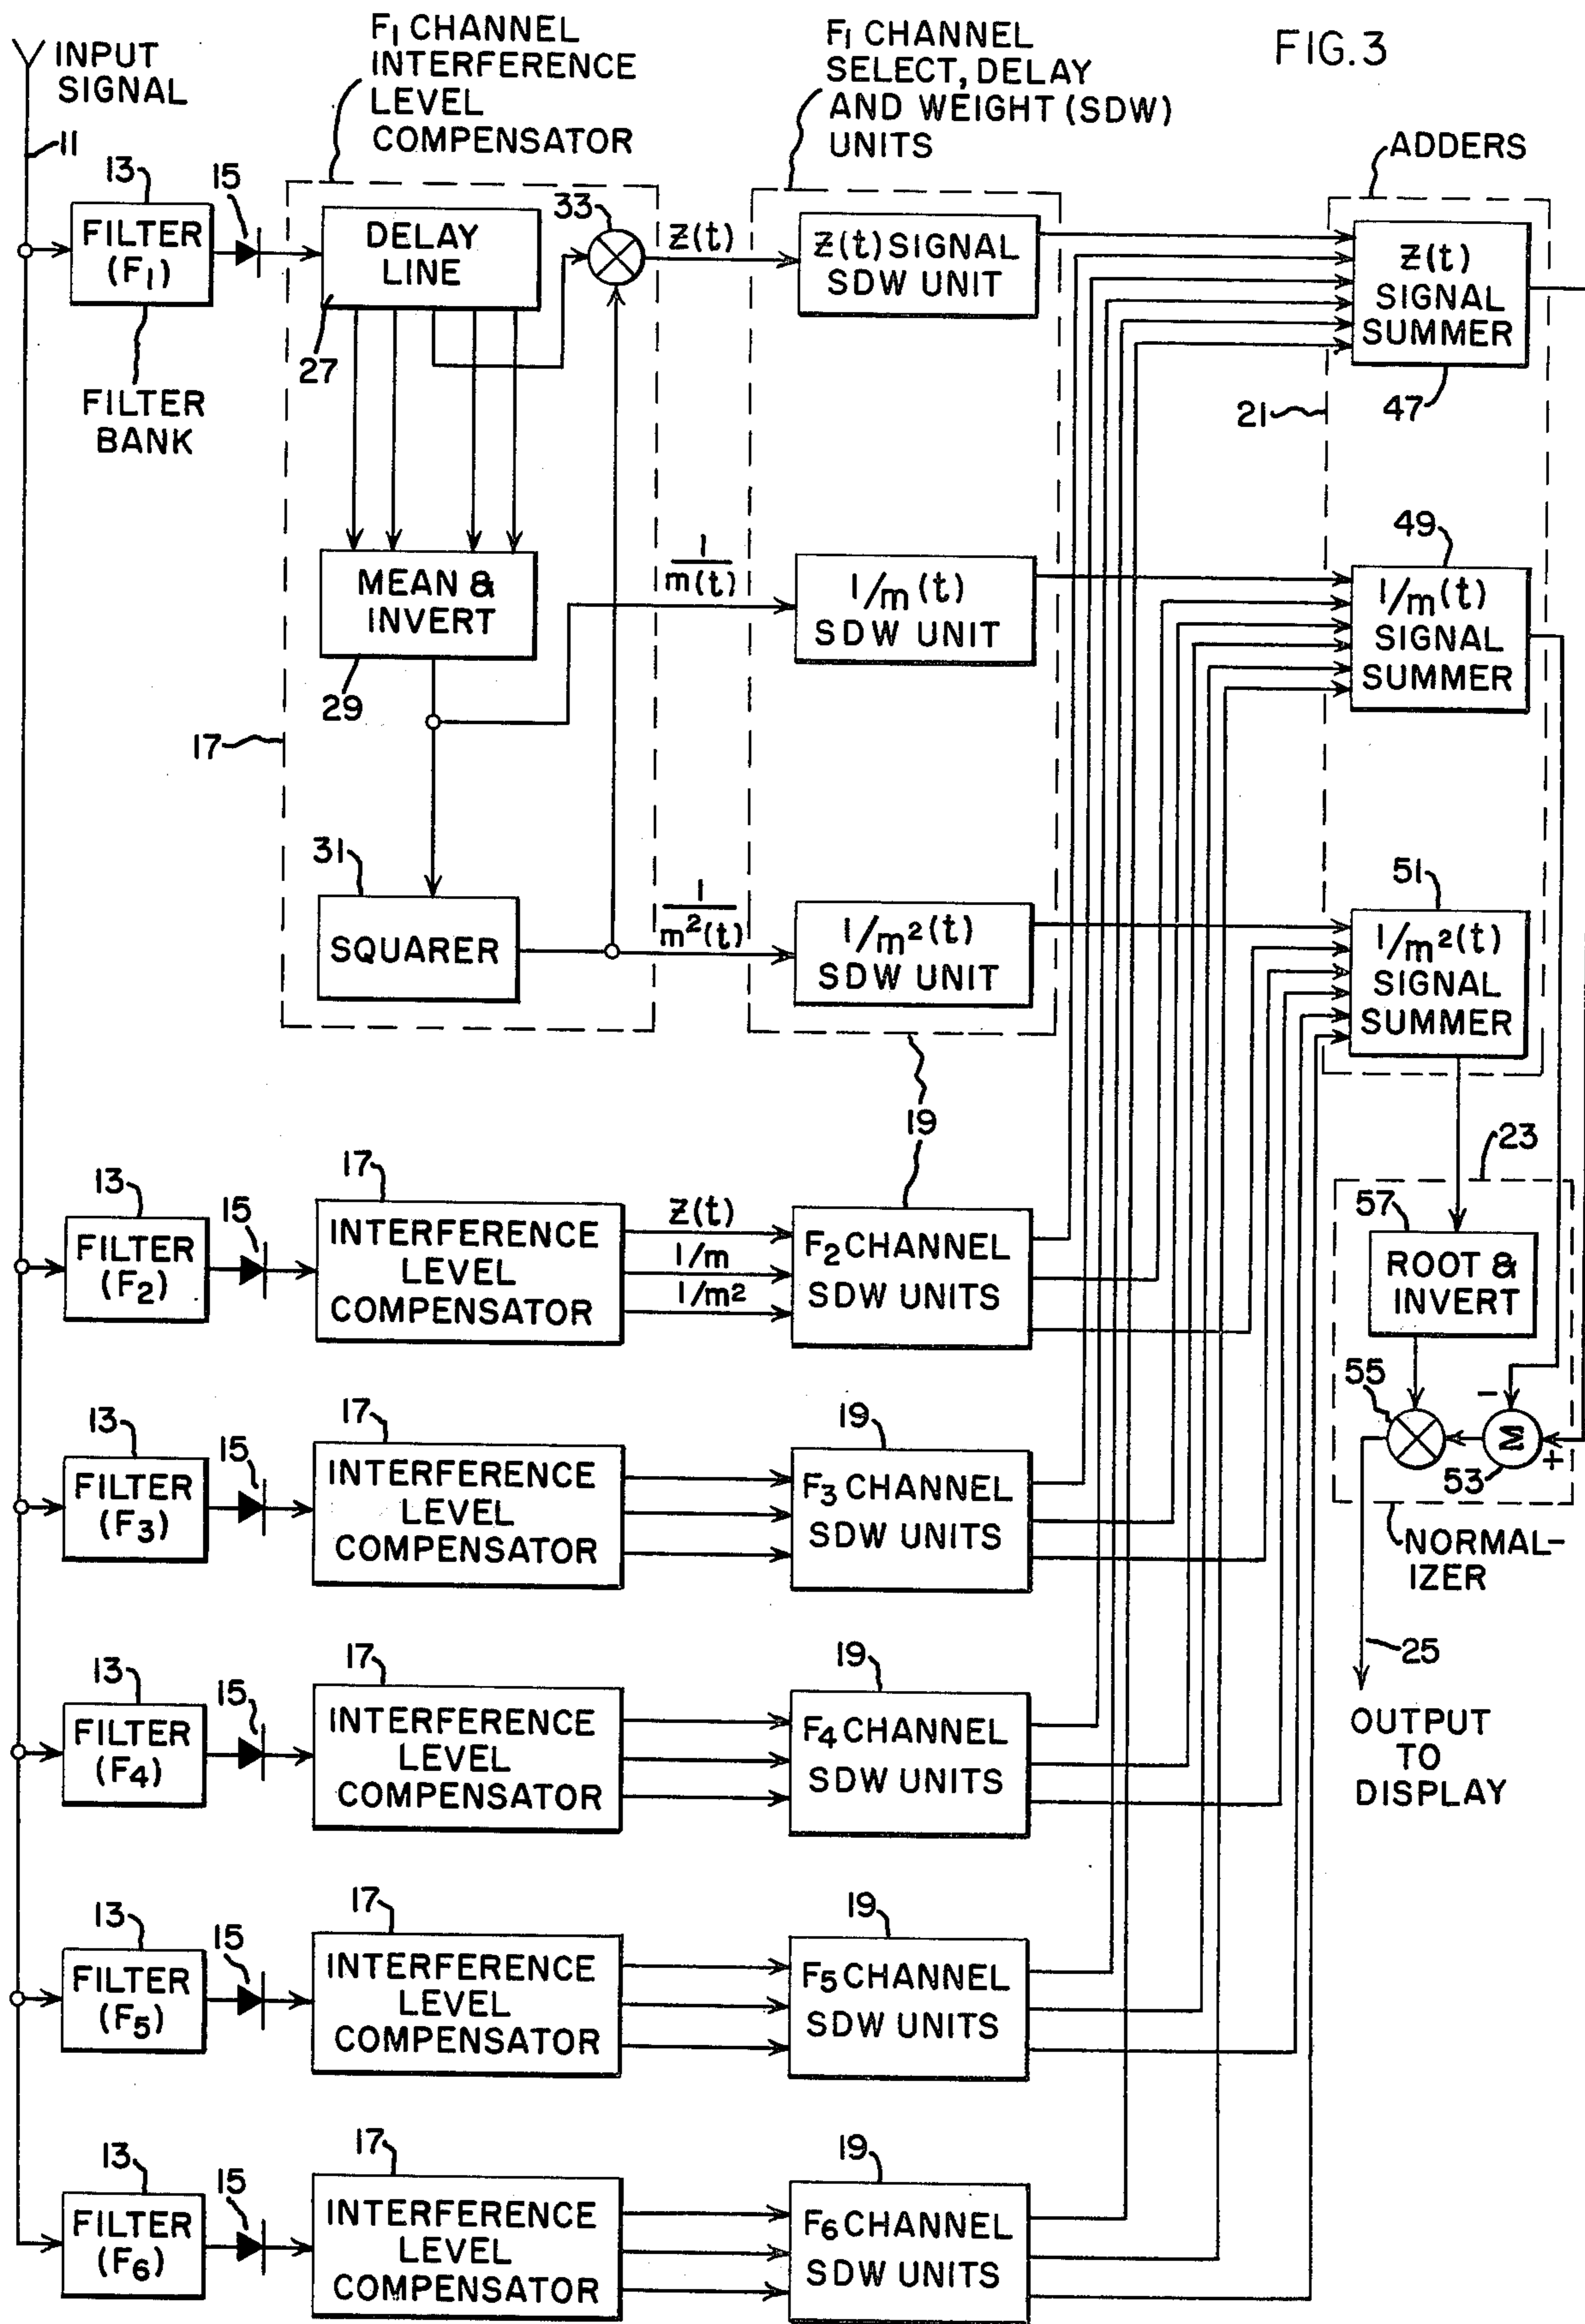 FIG. 3
INPUT
SIGNAL
11
F1 CHANNEL
INTERFERENCE
LEVEL
COMPENSATOR
F1 CHANNEL
SELECT, DELAY
AND WEIGHT (SDW)
UNITS
ADDERS
13
FILTER
(F1)
FILTER
BANK
15
DELAY
LINE
27
33
Z(t)
Z(t) SIGNAL
SDW UNIT
Z(t)
SIGNAL
SUMMER
47
21
MEAN &
INVERT
29
1
m(t)
1/m(t)
SDW UNIT
49
1/m(t)
SIGNAL
SUMMER
17
31
SQUARER
1
m²(t)
1/m²(t)
SDW UNIT
51
1/m²(t)
SIGNAL
SUMMER
19
23
13
FILTER
(F2)
15
17
INTERFERENCE
LEVEL
COMPENSATOR
Z(t)
1/m
1/m²
F2 CHANNEL
SDW UNITS
57
ROOT &
INVERT
55
–
Σ
+
53
NORMAL-
IZER
25
OUTPUT
TO
DISPLAY
13
FILTER
(F3)
15
17
INTERFERENCE
LEVEL
COMPENSATOR
19
F3 CHANNEL
SDW UNITS
13
FILTER
(F4)
15
17
INTERFERENCE
LEVEL
COMPENSATOR
19
F4 CHANNEL
SDW UNITS
13
FILTER
(F5)
15
17
INTERFERENCE
LEVEL
COMPENSATOR
19
F5 CHANNEL
SDW UNITS
13
FILTER
(F6)
15
17
INTERFERENCE
LEVEL
COMPENSATOR
19
F6 CHANNEL
SDW UNITS